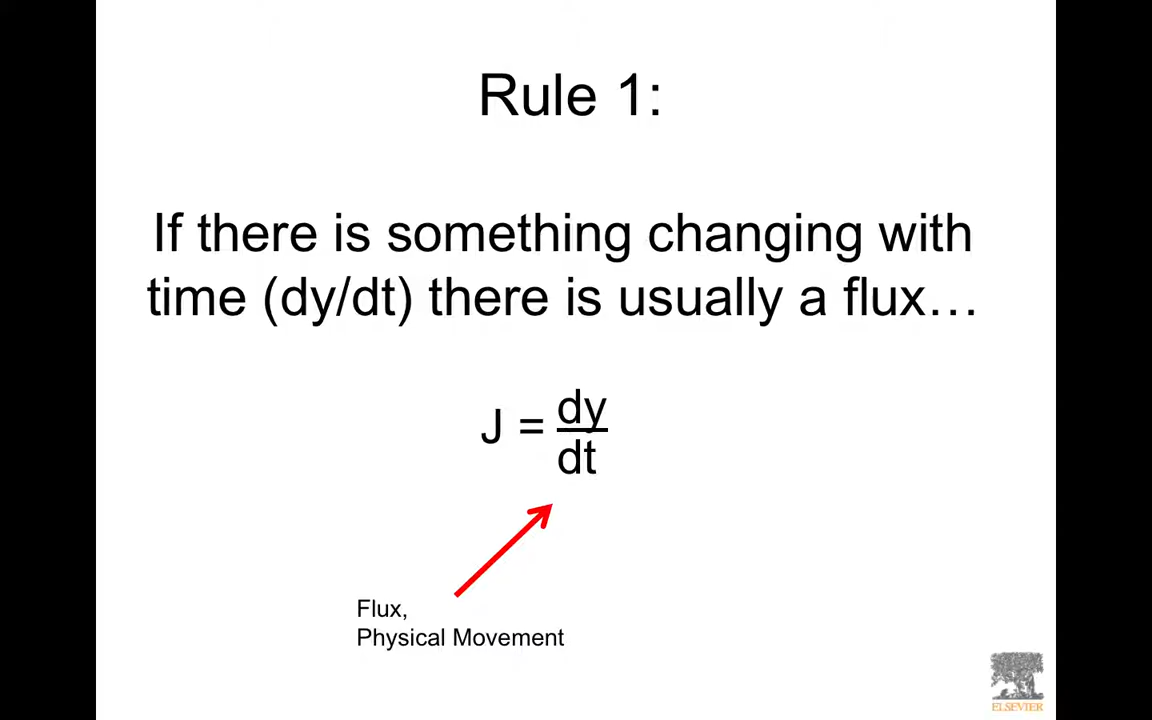 Rule 1:
If there is something changing with
time (dy/dt) there is usually a flux…
J = dy
dt
Flux,
Physical Movement
ELSEVIER